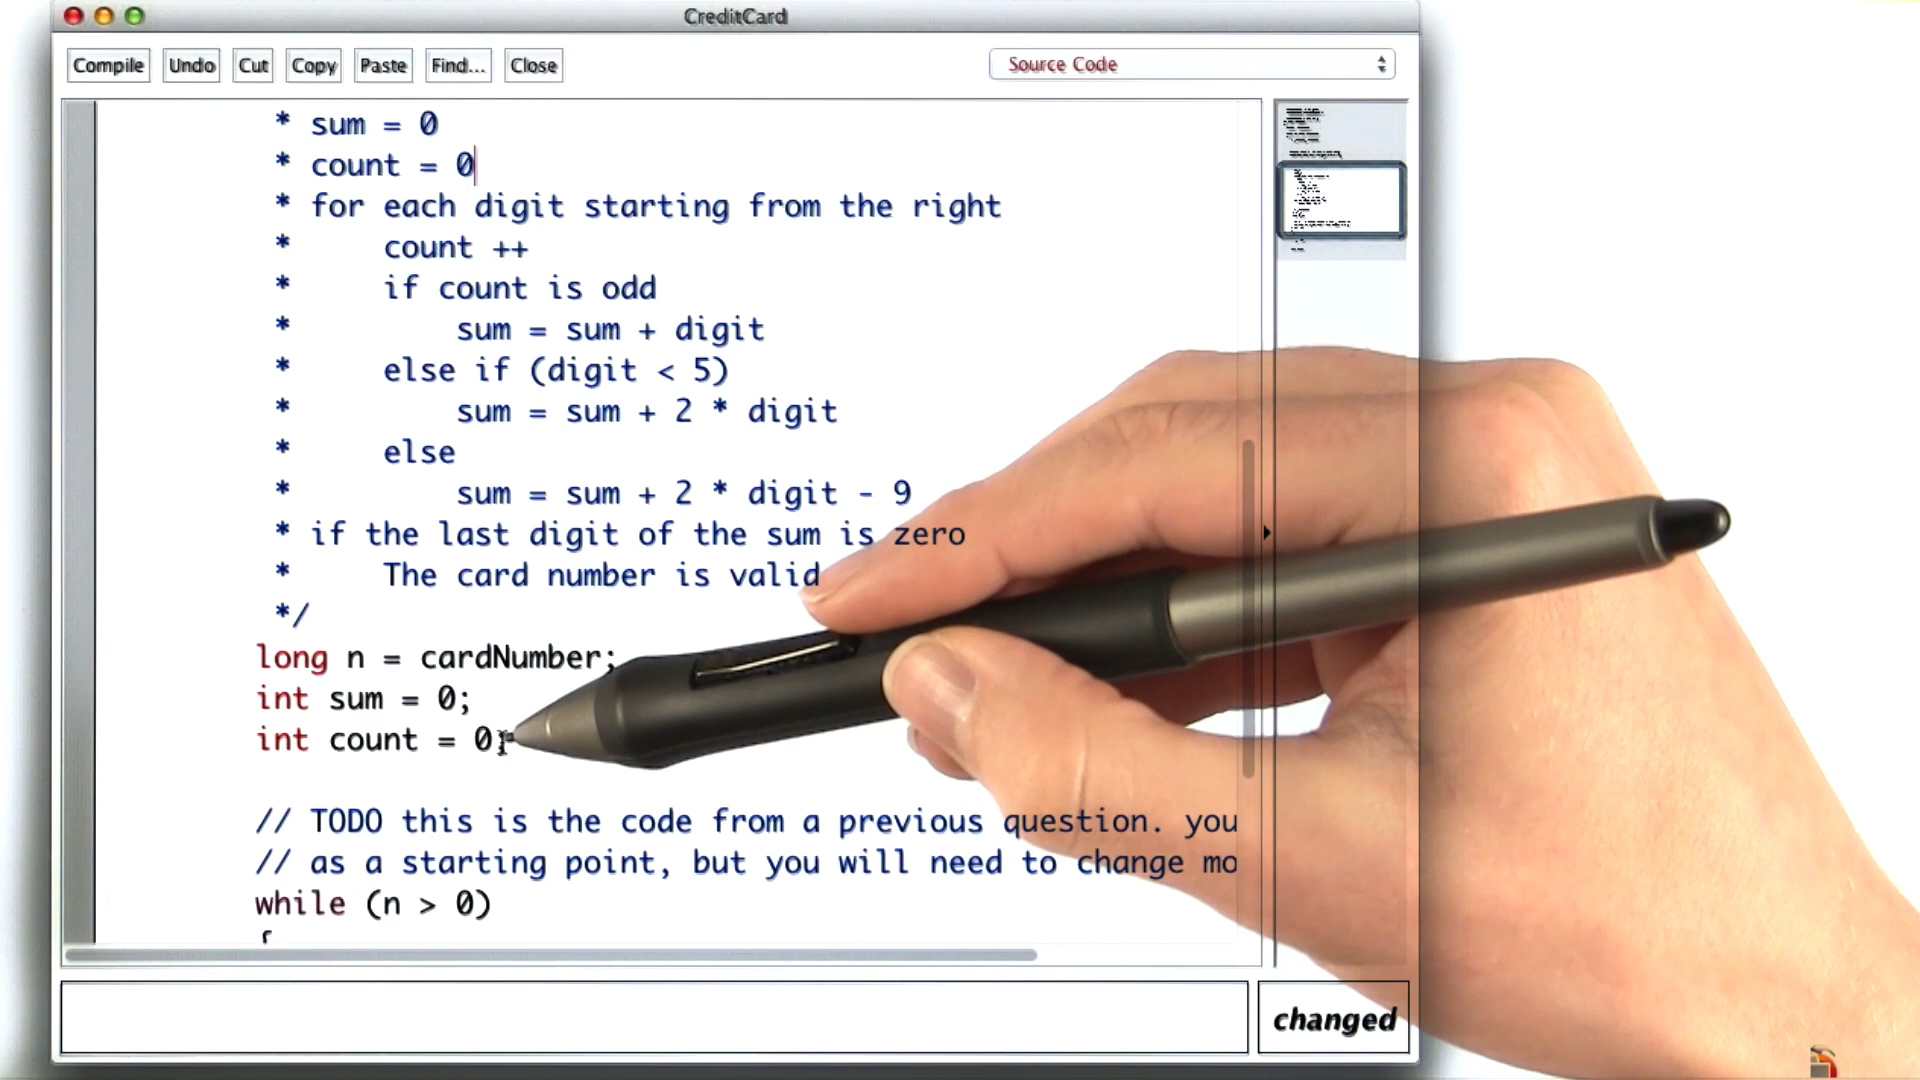 CreditCard
Compile Undo Cut Copy Paste Find... Close Source Code
* sum = 0
* count = 0
* for each digit starting from the right
* count ++
* if count is odd
* sum = sum + digit
* else if (digit < 5)
* sum = sum + 2 * digit
* else
* sum = sum + 2 * digit - 9
* if the last digit of the sum is zero
* The card number is valid
*/
long n = cardNumber;
int sum = 0;
int count = 0;
// TODO this is the code from a previous question. you
// as a starting point, but you will need to change mo
while (n > 0)
{
changed